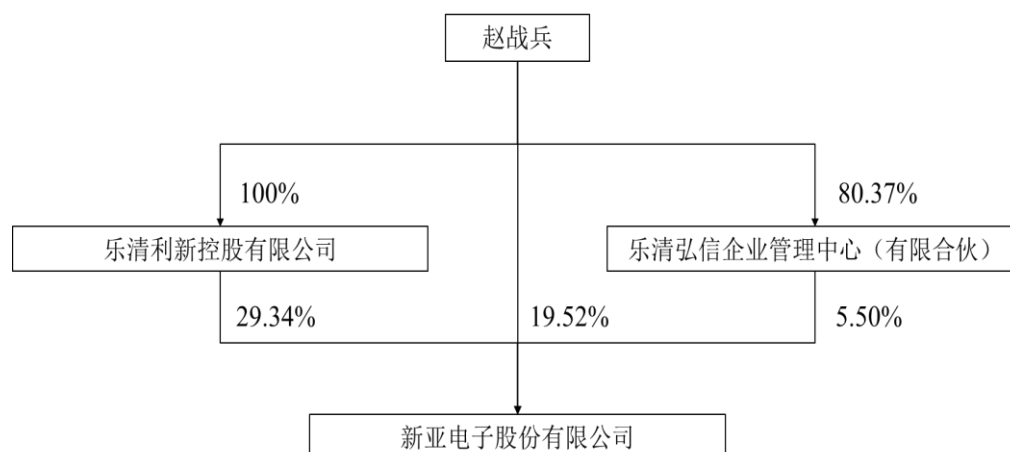 赵战兵
100%
80.37%
乐清利新控股有限公司
乐清弘信企业管理中心（有限合伙）
29.34%
19.52%
5.50%
新亚电子股份有限公司